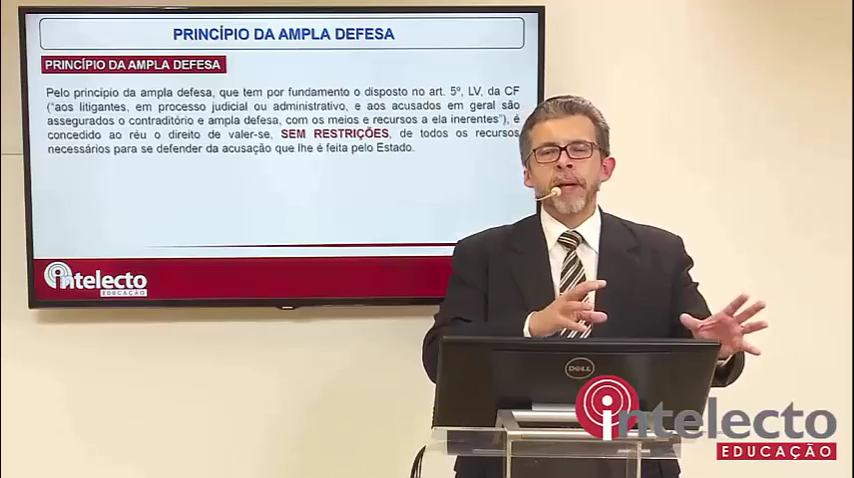 PRINCÍPIO DA AMPLA DEFESA
PRINCÍPIO DA AMPLA DEFESA
Pelo princípio da ampla defesa, que tem por fundamento o disposto no art. 5º, LV, da CF
("aos litigantes, em processo judicial ou administrativo, e aos acusados em geral são
assegurados o contraditório e ampla defesa, com os meios e recursos a ela inerentes"), é
concedido ao réu o direito de valer-se, SEM RESTRIÇÕES, de todos os recursos
necessários para se defender da acusação que lhe é feita pelo Estado.
intelecto
EDUCAÇÃO
DELL
intelecto
EDUCAÇÃO